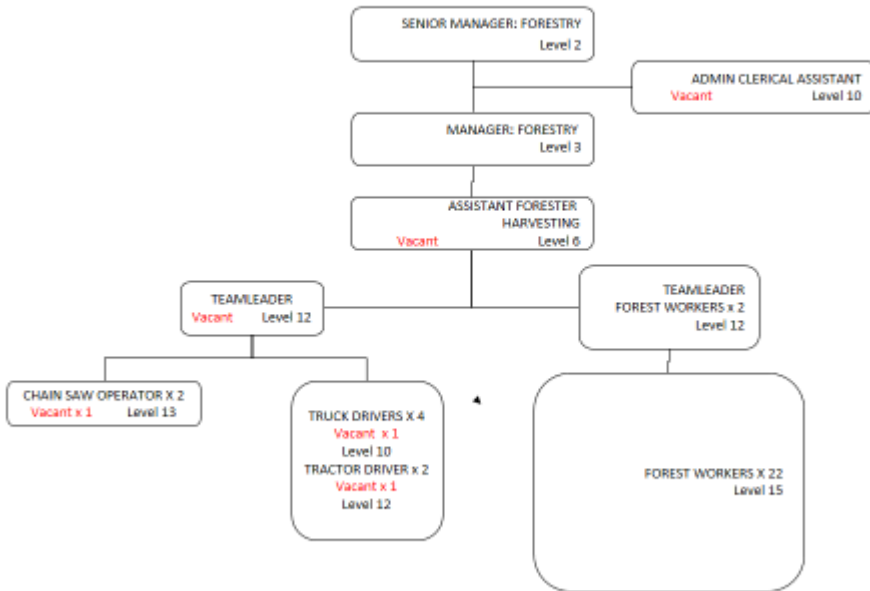 SENIOR MANAGER: FORESTRY
Level 2
ADMIN CLERICAL ASSISTANT
Vacant Level 10
MANAGER: FORESTRY
Level 3
ASSISTANT FORESTER
HARVESTING
Vacant Level 6
TEAMLEADER
Vacant Level 12
TEAMLEADER
FOREST WORKERS x 2
Level 12
CHAIN SAW OPERATOR X 2
Vacant x 1 Level 13
TRUCK DRIVERS X 4
Vacant x 1
Level 10
TRACTOR DRIVER x 2
Vacant x 1
Level 12
FOREST WORKERS X 22
Level 15